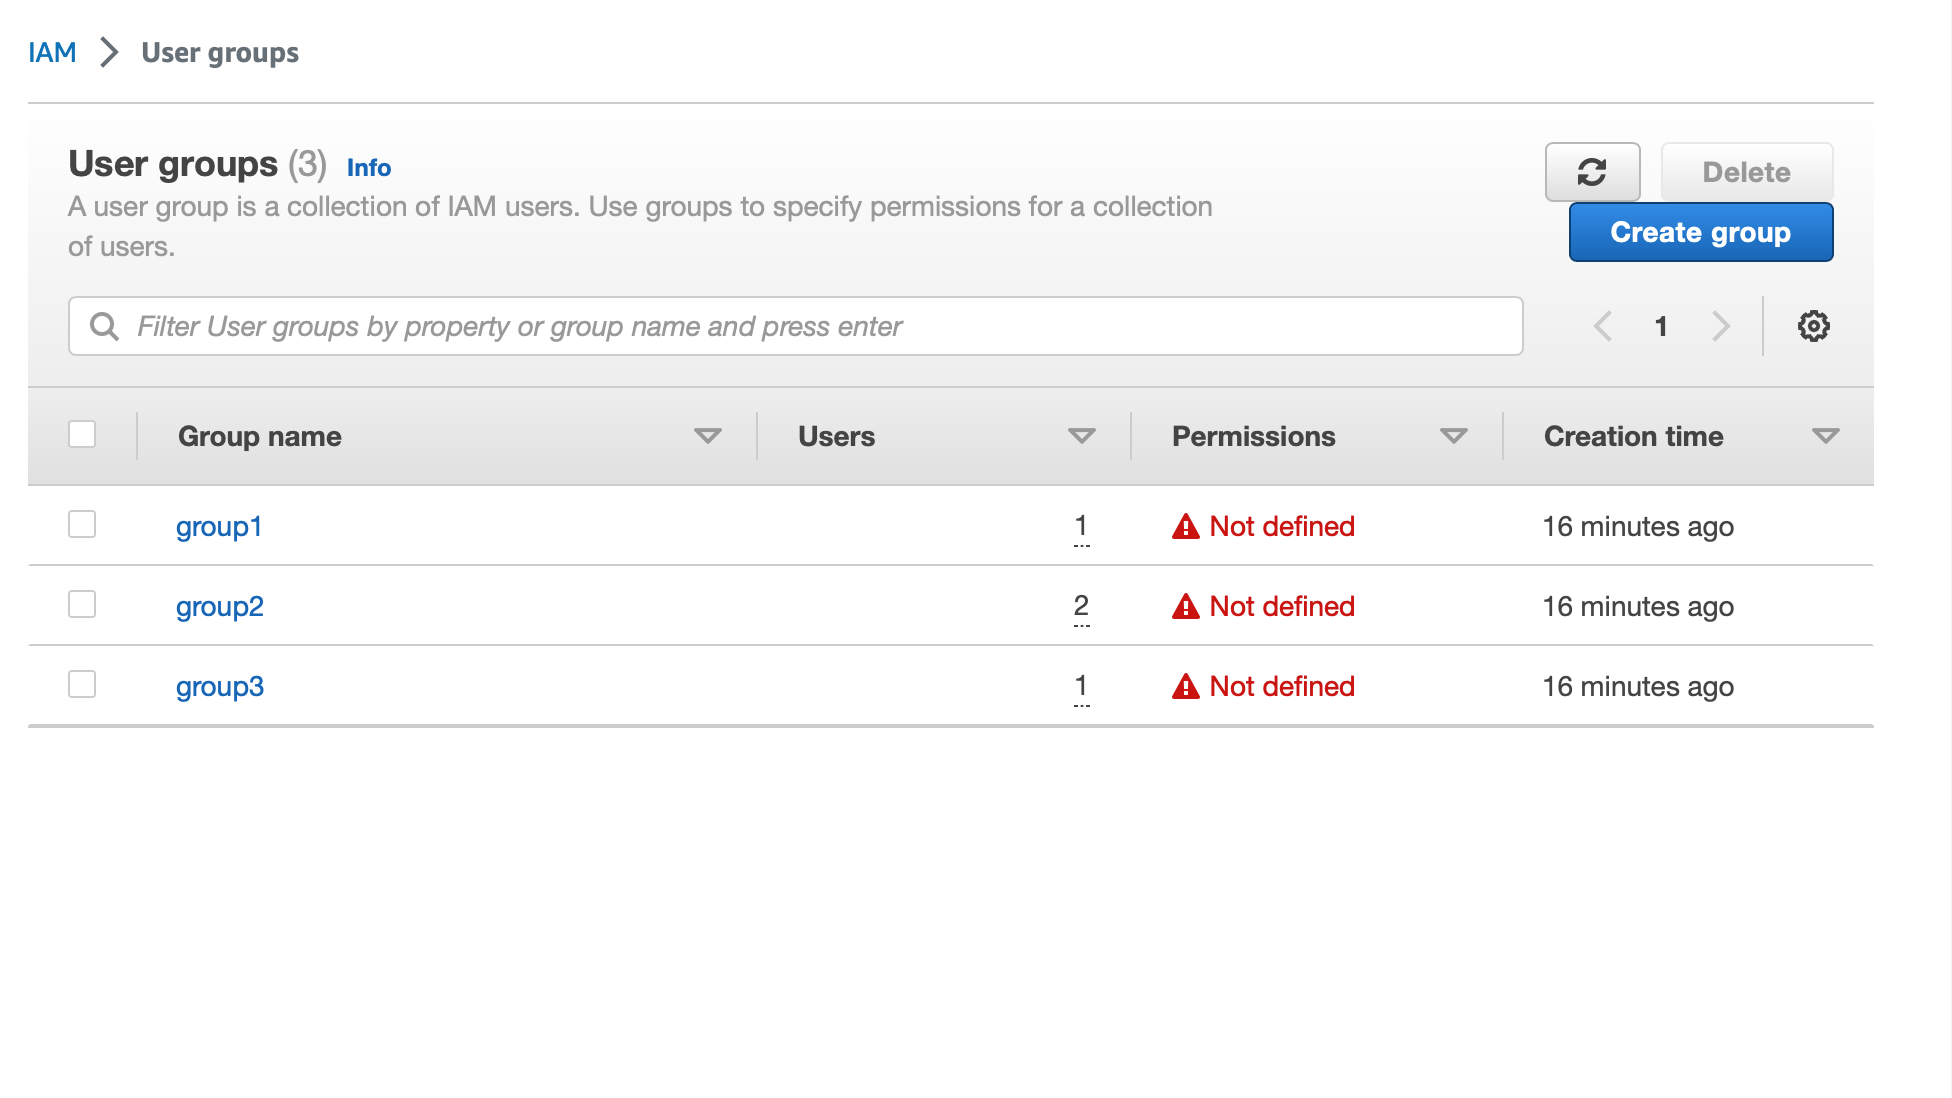 IAM > User groups
User groups (3) Info
A user group is a collection of IAM users. Use groups to specify permissions for a collection
of users.
Delete
Create group
Filter User groups by property or group name and press enter
1
Group name Users Permissions Creation time
group1 1 Not defined 16 minutes ago
group2 2 Not defined 16 minutes ago
group3 1 Not defined 16 minutes ago